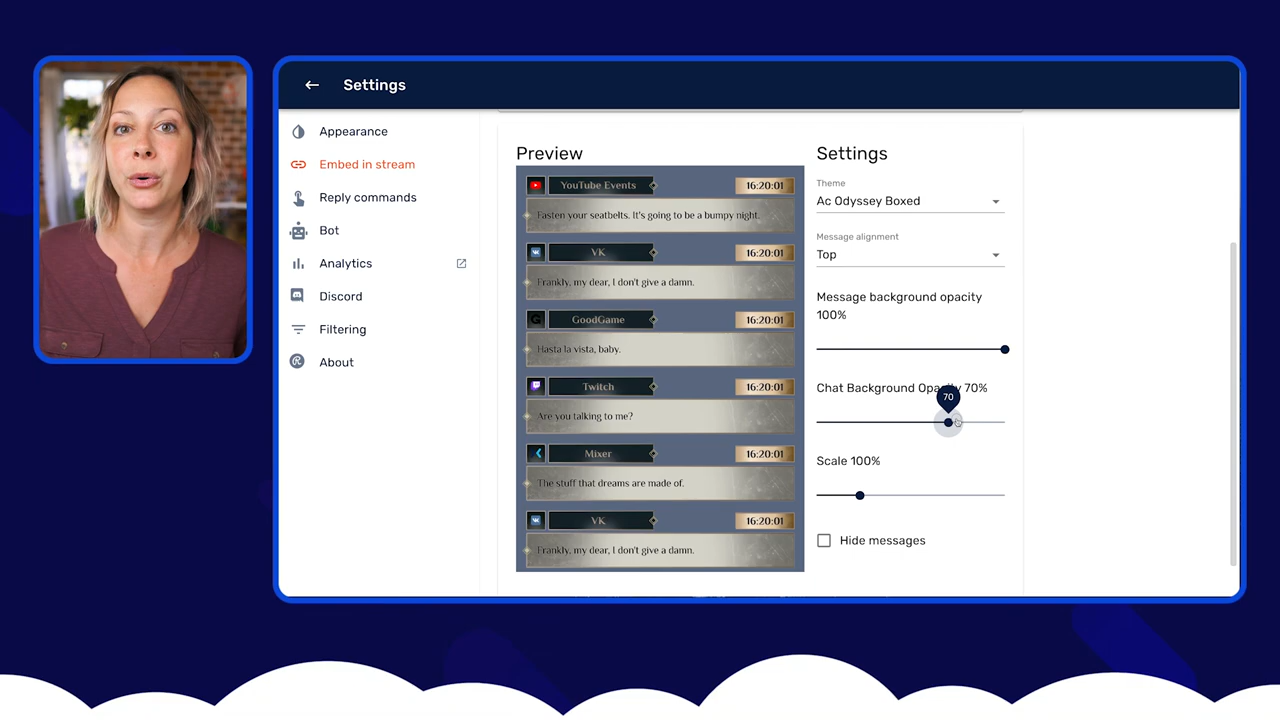 Settings
Appearance
Embed in stream
Reply commands
Bot
Analytics
Discord
Filtering
About
Preview
YouTube Events
16:20:01
Fasten your seatbelts. It's going to be a bumpy night.
VK
16:20:01
Frankly, my dear, I don't give a damn.
GoodGame
16:20:01
Hasta la vista, baby.
Twitch
16:20:01
Are you talking to me?
Mixer
16:20:01
The stuff that dreams are made of.
VK
16:20:01
Frankly, my dear, I don't give a damn.
Settings
Theme
Ac Odyssey Boxed
Message alignment
Top
Message background opacity
100%
Chat Background Opacity 70%
70
Scale 100%
Hide messages